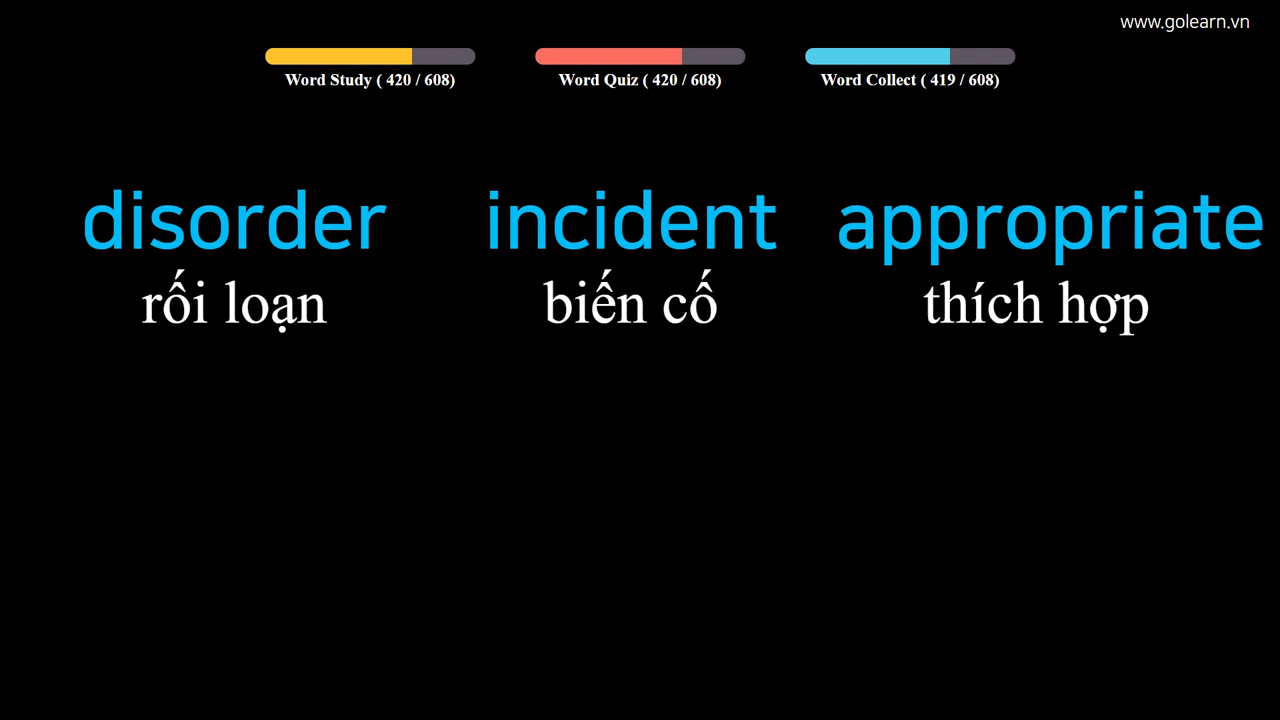 www.golearn.vn
Word Study ( 420 / 608) Word Quiz ( 420 / 608) Word Collect ( 419 / 608)
disorder incident appropriate
rối loạn biến cố thích hợp